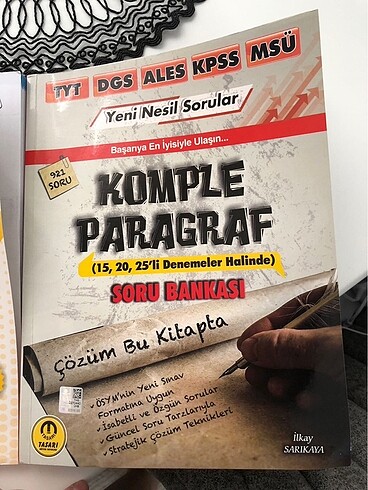 TYT DGS ALES KPSS MSÜ
Yeni Nesil Sorular
Başarıya En İyisiyle Ulaşın...
921
SORU
KOMPLE
PARAGRAF
(15, 20, 25'li Denemeler Halinde)
SORU BANKASI
Çözüm Bu Kitapta
ÖSYM'nin Yeni Sınav
Formatına Uygun
İsabetli ve Özgün Sorular
Güncel Soru Tarzlarıyla
Stratejik Çözüm Teknikleri
TASARI
İlkay
SARIKAYA